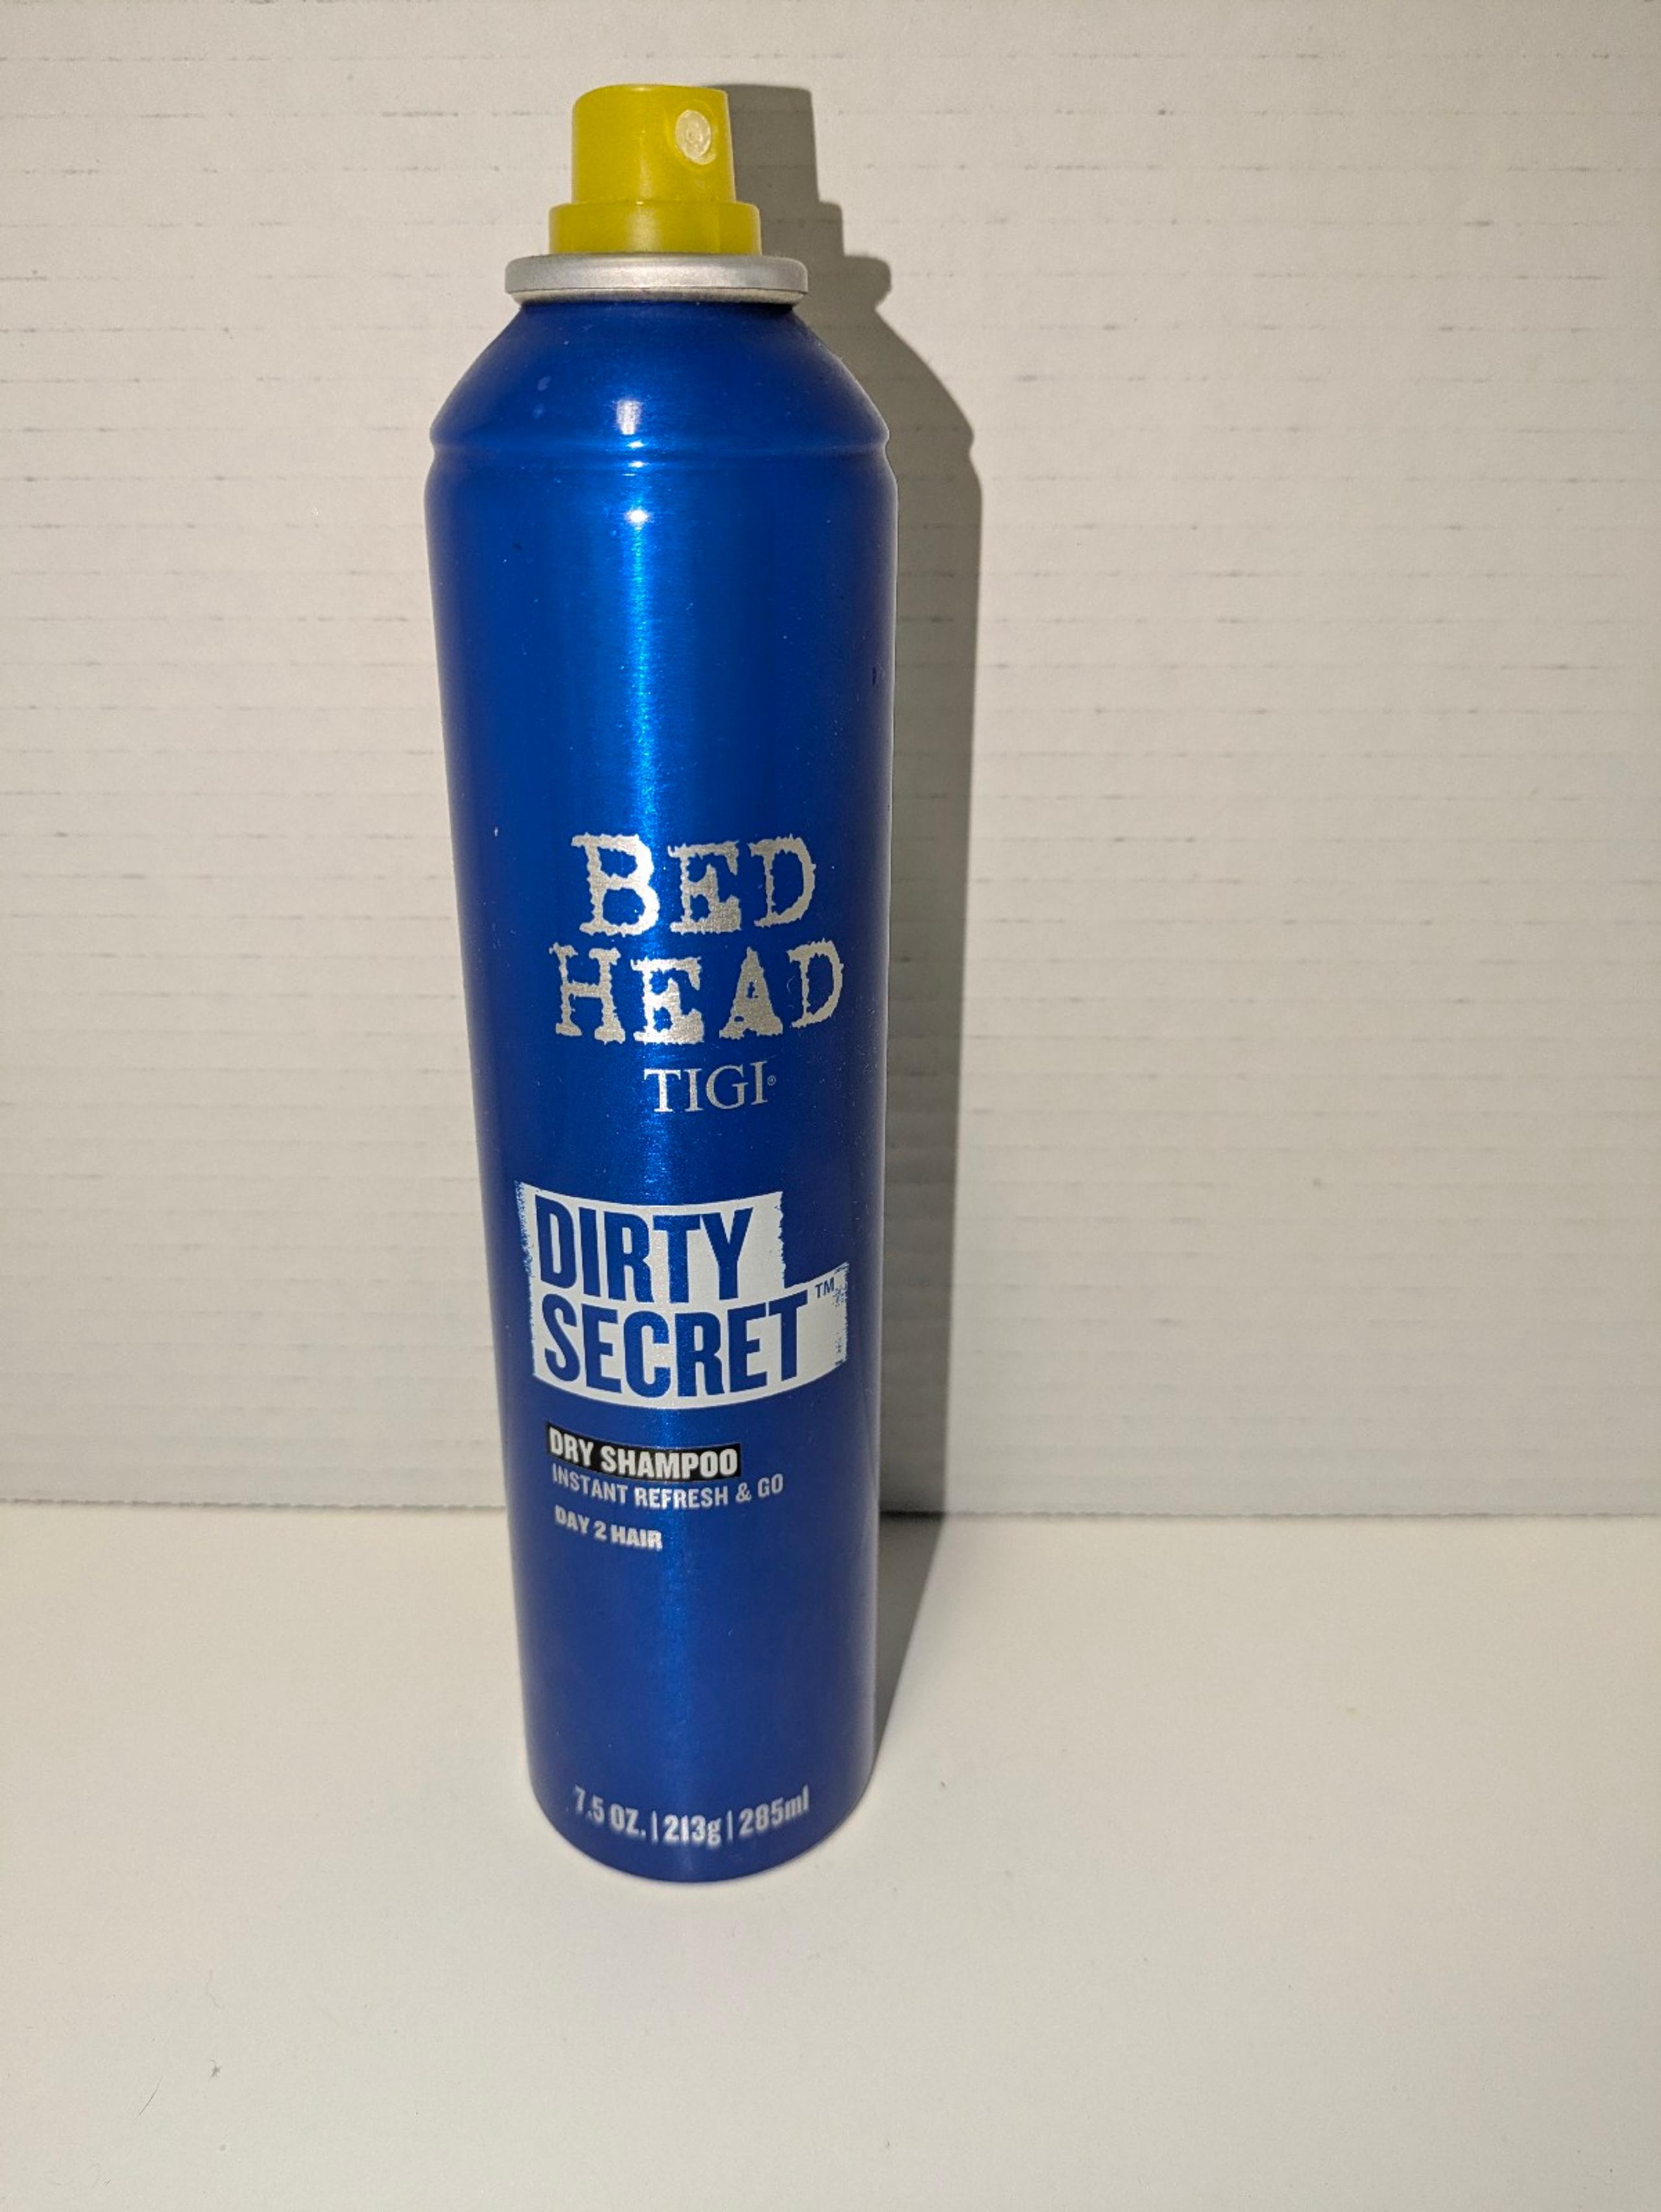 BED
HEAD
TIGI®
DIRTY
SECRET™
DRY SHAMPOO
INSTANT REFRESH & GO
DAY 2 HAIR
7.5 OZ. | 213g | 285ml